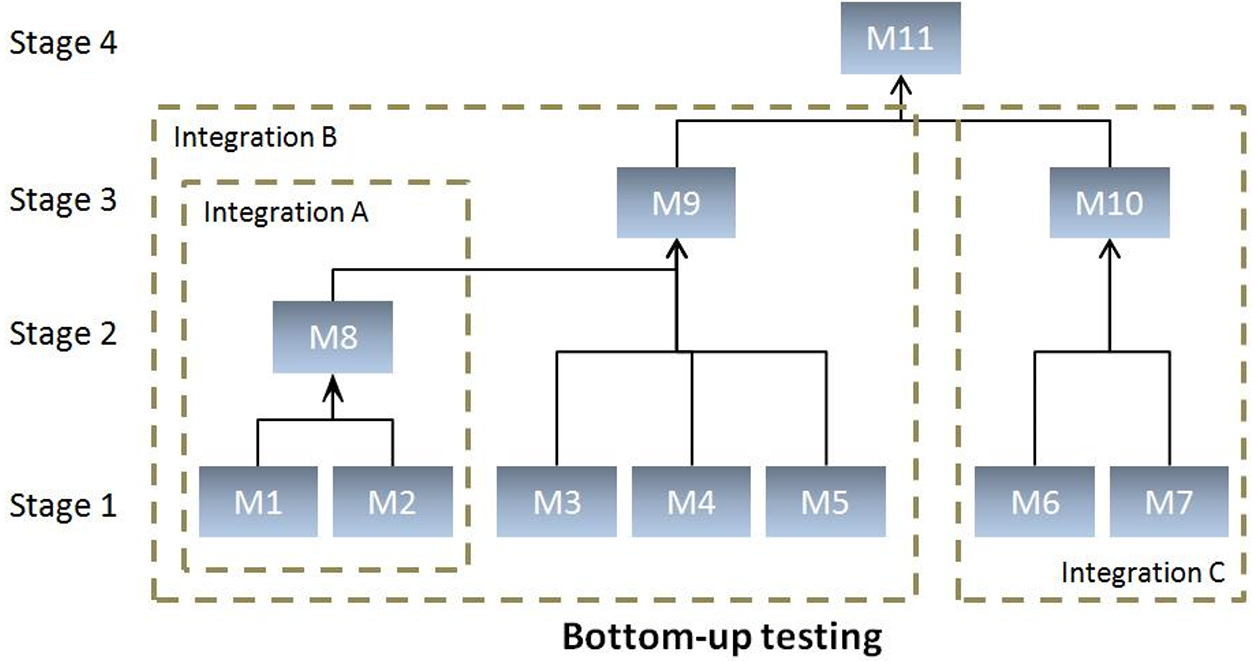 Stage 4
M11
Integration B
Stage 3
Integration A
M9
M10
Stage 2
M8
Stage 1
M1
M2
M3
M4
M5
M6
M7
Integration C
Bottom-up testing